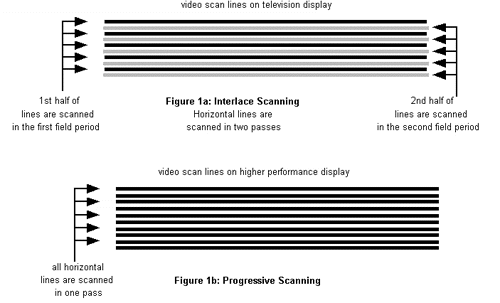 video scan lines on television display
1st half of
lines are scanned
in the first field period
Figure 1a: Interlace Scanning
Horizontal lines are
scanned in two passes
2nd half of
lines are scanned
in the second field period
video scan lines on higher performance display
all horizontal
lines are scanned
in one pass
Figure 1b: Progressive Scanning